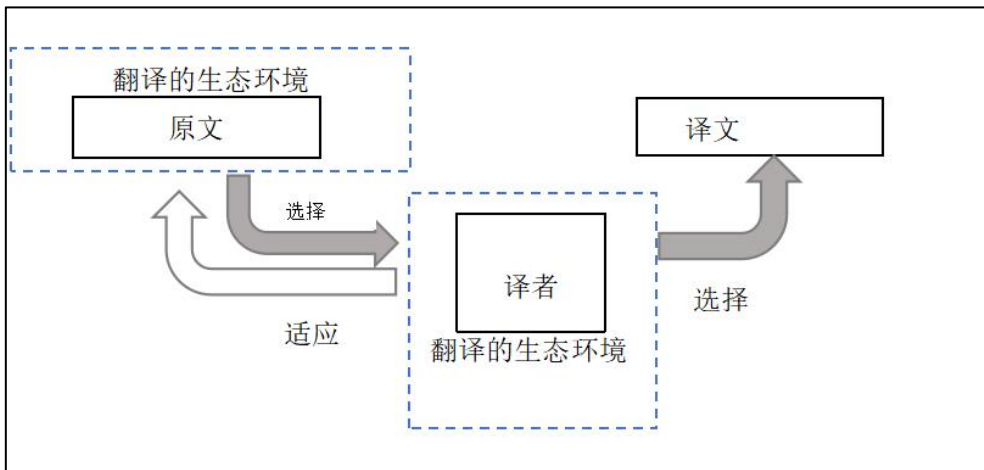 翻译的生态环境
原文
译文
选择
译者
选择
适应
翻译的生态环境